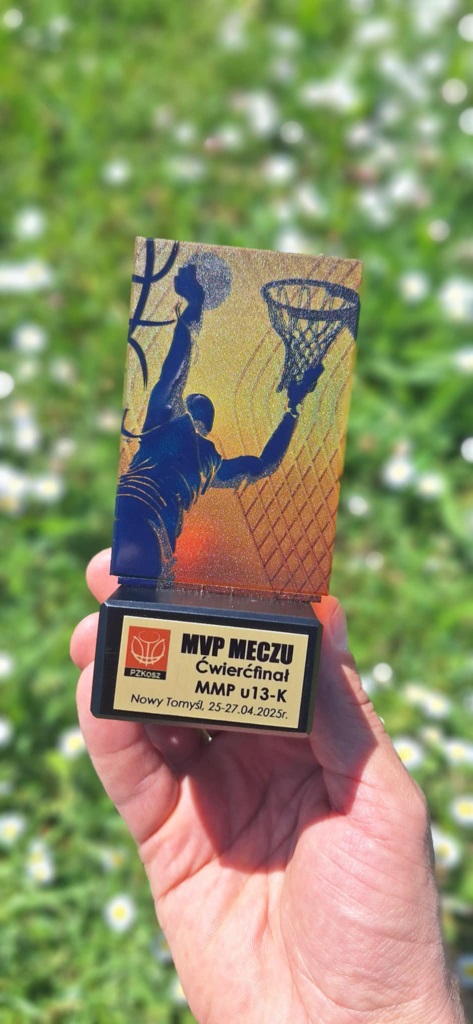 MVP MECZU
Ćwierćfinał
MMP u13-K
PZKosz
Nowy Tomyśl, 25-27.04.2025r.